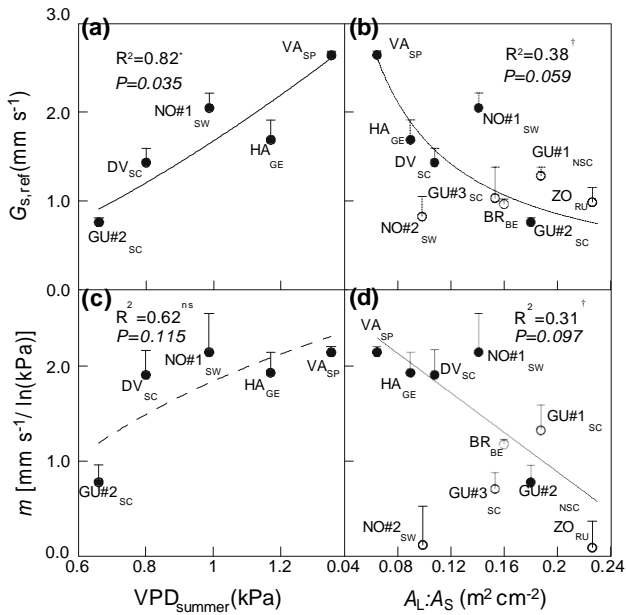 (a)
R²=0.82*
P=0.035
VA SP
NO#1 SW
HA GE
DV SC
GU#2 SC
3.0
2.0
1.0
0.0
G s,ref (mm s⁻¹)
(b)
R²=0.38†
P=0.059
VA SP
NO#1 SW
HA GE
DV SC
GU#1 NSC
GU#3 SC
ZO RU
BR BE
NO#2 SW
GU#2 SC
(c)
R²=0.62 ns
P=0.115
NO#1 SW
VA SP
DV SC
HA GE
GU#2 SC
2.0
1.0
0.0
m [mm s⁻¹/ ln(kPa)]
(d)
R²=0.31†
P=0.097
VA SP
NO#1 SW
DV SC
HA GE
GU#1 SC
BR BE
GU#3 SC
GU#2 NSC
NO#2 SW
ZO RU
0.6 0.8 1 1.2 0.04 0.08 0.12 0.16 0.20 0.24
VPD summer (kPa)
A L:A S (m² cm⁻²)